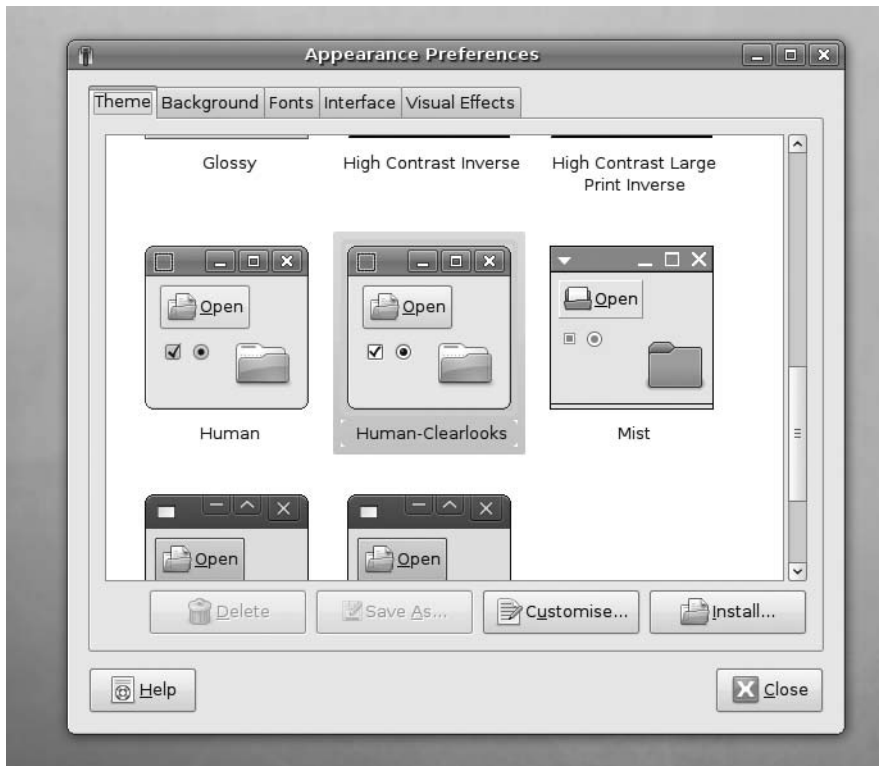 Appearance Preferences
Theme Background Fonts Interface Visual Effects
Glossy High Contrast Inverse High Contrast Large
Print Inverse
Open Open Open
Human Human-Clearlooks Mist
Open Open
Delete Save As... Customise... Install...
Help Close